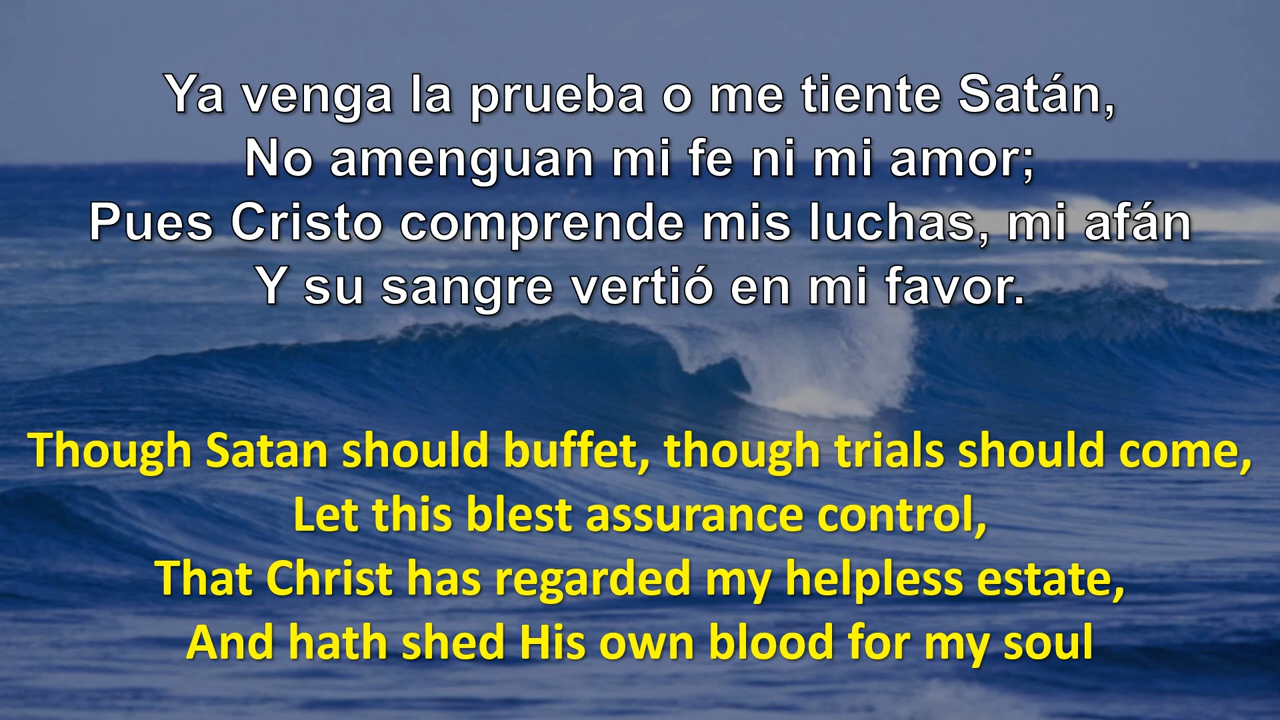 Ya venga la prueba o me tiente Satán,
No amenguan mi fe ni mi amor;
Pues Cristo comprende mis luchas, mi afán
Y su sangre vertió en mi favor.
Though Satan should buffet, though trials should come,
Let this blest assurance control,
That Christ has regarded my helpless estate,
And hath shed His own blood for my soul